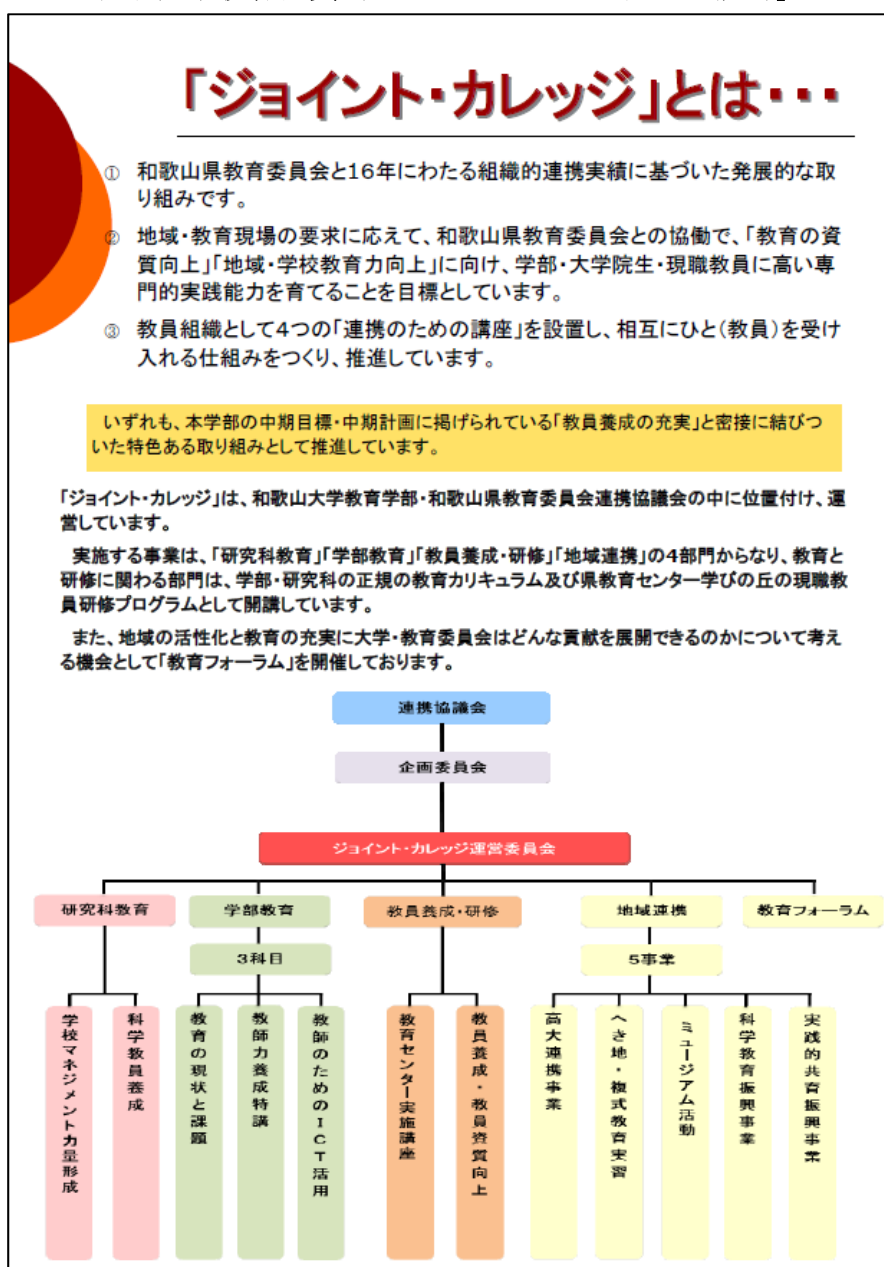 「ジョイント・カレッジ」とは・・・
① 和歌山県教育委員会と16年にわたる組織的連携実績に基づいた発展的な取
り組みです。
② 地域・教育現場の要求に応えて、和歌山県教育委員会との協働で、「教育の資
質向上」「地域・学校教育力向上」に向け、学部・大学院生・現職教員に高い専
門的実践能力を育てることを目標としています。
③ 教員組織として4つの「連携のための講座」を設置し、相互にひと(教員)を受け
入れる仕組みをつくり、推進しています。
いずれも、本学部の中期目標・中期計画に掲げられている「教員養成の充実」と密接に結びつ
いた特色ある取り組みとして推進しています。
「ジョイント・カレッジ」は、和歌山大学教育学部・和歌山県教育委員会連携協議会の中に位置付け、運
営しています。
実施する事業は、「研究科教育」「学部教育」「教員養成・研修」「地域連携」の4部門からなり、教育と
研修に関わる部門は、学部・研究科の正規の教育カリキュラム及び県教育センター学びの丘の現職教
員研修プログラムとして開講しています。
また、地域の活性化と教育の充実に大学・教育委員会はどんな貢献を展開できるのかについて考え
る機会として「教育フォーラム」を開催しております。
連携協議会
企画委員会
ジョイント・カレッジ運営委員会
研究科教育
学部教育
教員養成・研修
地域連携
教育フォーラム
3科目
5事業
学校マネジメント力量形成
科学教員養成
教育の現状と課題
教師力養成特講
教師のためのICT活用
教育センター実施講座
教員養成・教員資質向上
高大連携事業
へき地・複式教育実習
ミュージアム活動
科学教育振興事業
実践的共育振興事業